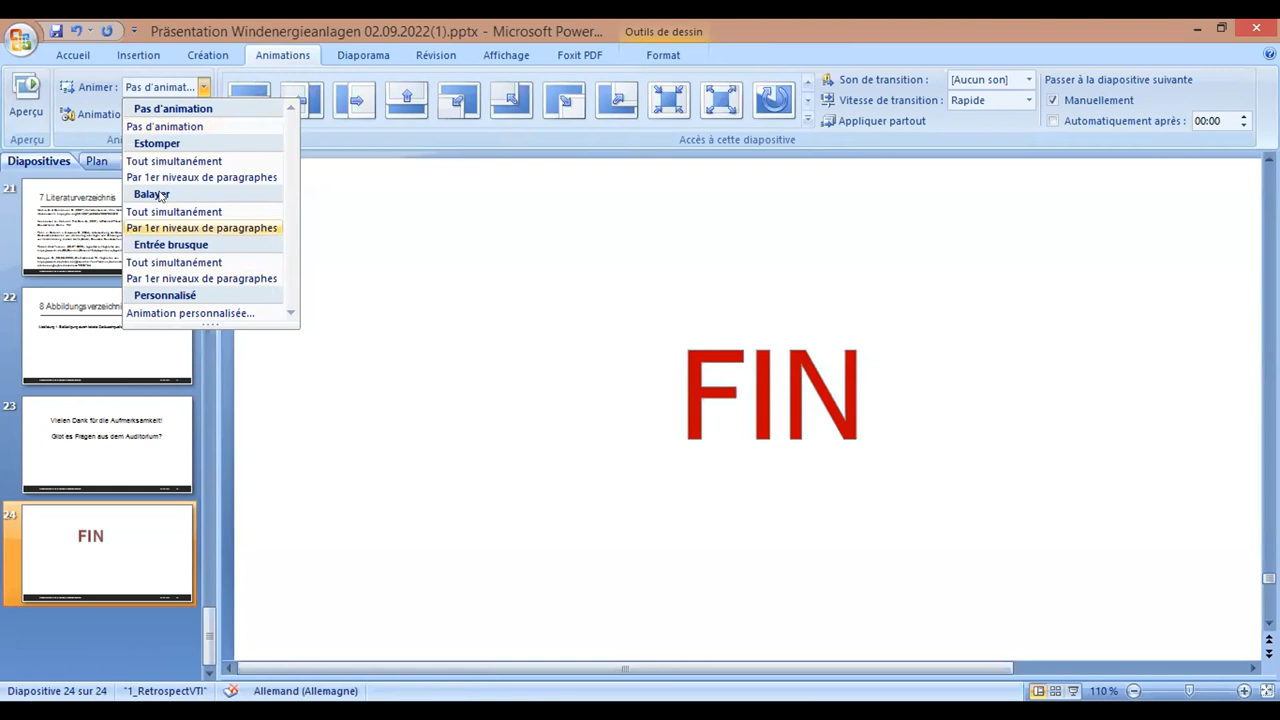 Präsentation Windenergieanlagen 02.09.2022(1).pptx - Microsoft Power...
Outils de dessin
Accueil
Insertion
Création
Animations
Diaporama
Révision
Affichage
Foxit PDF
Format
Aperçu
Aperçu
Animer : Pas d'animat...
Animatio
Son de transition : [Aucun son]
Vitesse de transition : Rapide
Appliquer partout
Passer à la diapositive suivante
Manuellement
Automatiquement après : 00:00
Accès à cette diapositive
Pas d'animation
Pas d'animation
Estomper
Tout simultanément
Par 1er niveaux de paragraphes
Balayer
Tout simultanément
Par 1er niveaux de paragraphes
Entrée brusque
Tout simultanément
Par 1er niveaux de paragraphes
Personnalisé
Animation personnalisée...
Diapositives
Plan
21
7 Literaturverzeichnis
22
8 Abbildungsverzeichni
23
Vielen Dank für die Aufmerksamkeit!
Gibt es Fragen aus dem Auditorium?
24
FIN
FIN
Diapositive 24 sur 24
"1_RetrospectVTI"
Allemand (Allemagne)
110 %